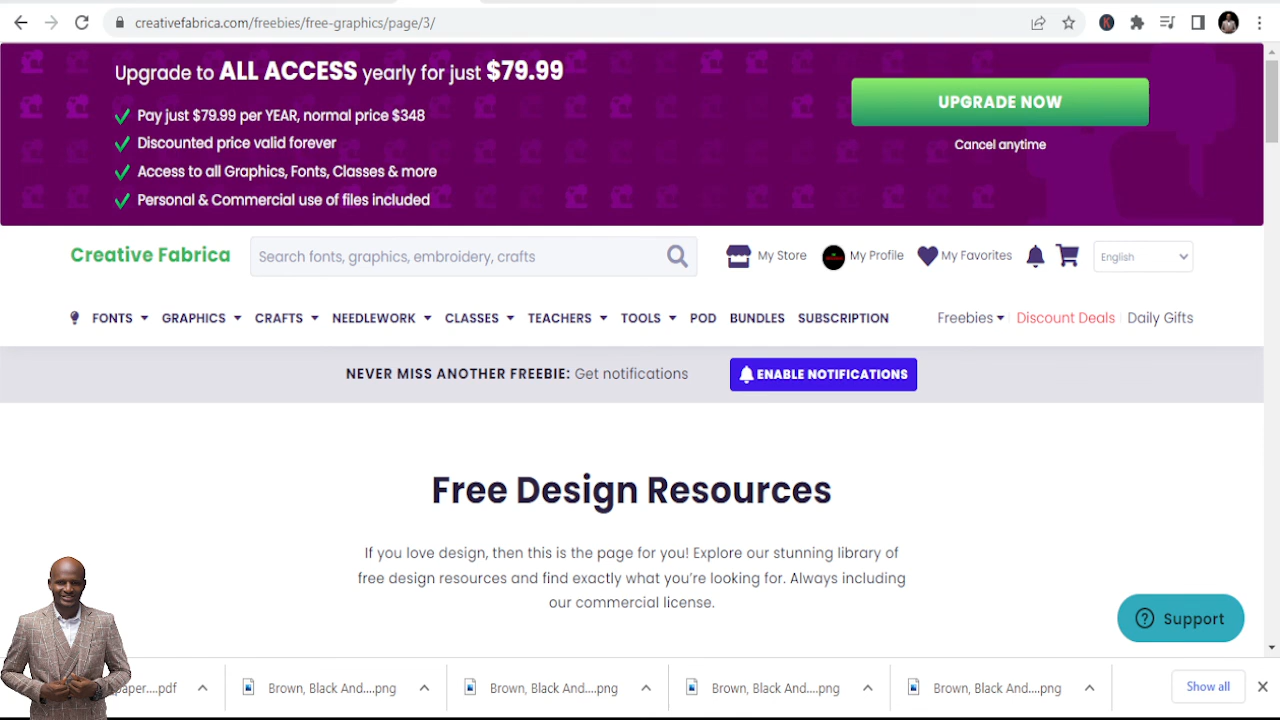 creativefabrica.com/freebies/free-graphic/page/3/
Upgrade to ALL ACCESS yearly for just $79.99
Pay just $79.99 per YEAR, normal price $348
Discounted price valid forever
Access to all Graphics, Fonts, Classes & more
Personal & Commercial use of files included
UPGRADE NOW
Cancel anytime
Creative Fabrica
Search fonts, graphics, embroidery, crafts
My Store
My Profile
My Favorites
English
FONTS GRAPHICS CRAFTS NEEDLEWORK CLASSES TEACHERS TOOLS POD BUNDLES SUBSCRIPTION Freebies Discount Deals Daily Gifts
NEVER MISS ANOTHER FREEBIE: Get notifications
ENABLE NOTIFICATIONS
Free Design Resources
If you love design, then this is the page for you! Explore our stunning library of
free design resources and find exactly what you're looking for. Always including
our commercial license.
Support
paper....pdf
Brown, Black And....png
Brown, Black And....png
Brown, Black And....png
Brown, Black And....png
Show all